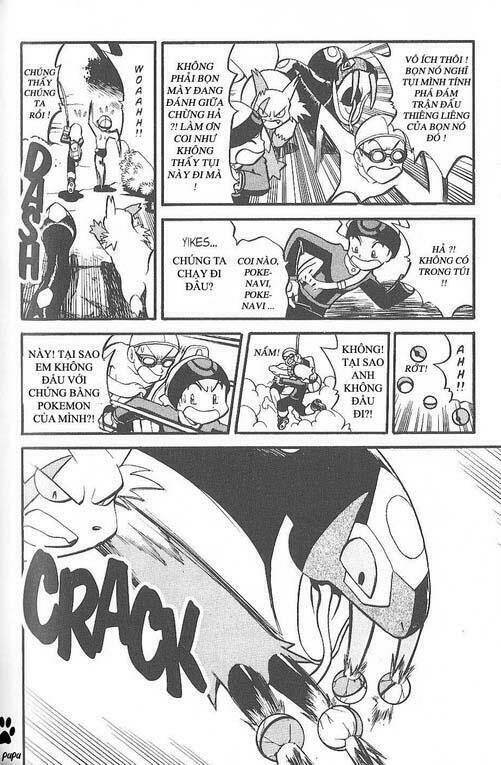 VÔ ÍCH THÔI!
BỌN NÓ NGHĨ
TỤI MÌNH TÍNH
PHÁ ĐÁM
TRẬN ĐẤU
THIÊNG LIÊNG
CỦA BỌN NÓ
ĐÓ!
KHÔNG
PHẢI BỌN
MÀY ĐANG
ĐÁNH GIỮA
CHỪNG HẢ
?! LÀM ƠN
COI NHƯ
KHÔNG
THẤY TỤI
NÀY ĐI MÀ
!
WOAHH!!
CHÚNG
THẤY
CHÚNG
TA
RỒI!
DASH
HẢ?!
KHÔNG CÓ
TRONG TÚI
!
COI NÀO,
POKE-
NAVI,
POKE-
NAVI...
YIKES...
CHÚNG TA
CHẠY ĐI
ĐÂU?
AHH!!
RỚT!
KHÔNG!
TẠI SAO
ANH
KHÔNG
ĐẤU
ĐI?!
NẤM!
NÀY! TẠI SAO
EM KHÔNG
ĐẤU VỚI
CHÚNG BÀNG
POKEMON
CÙA MÌNH?!
CRACK
pupu